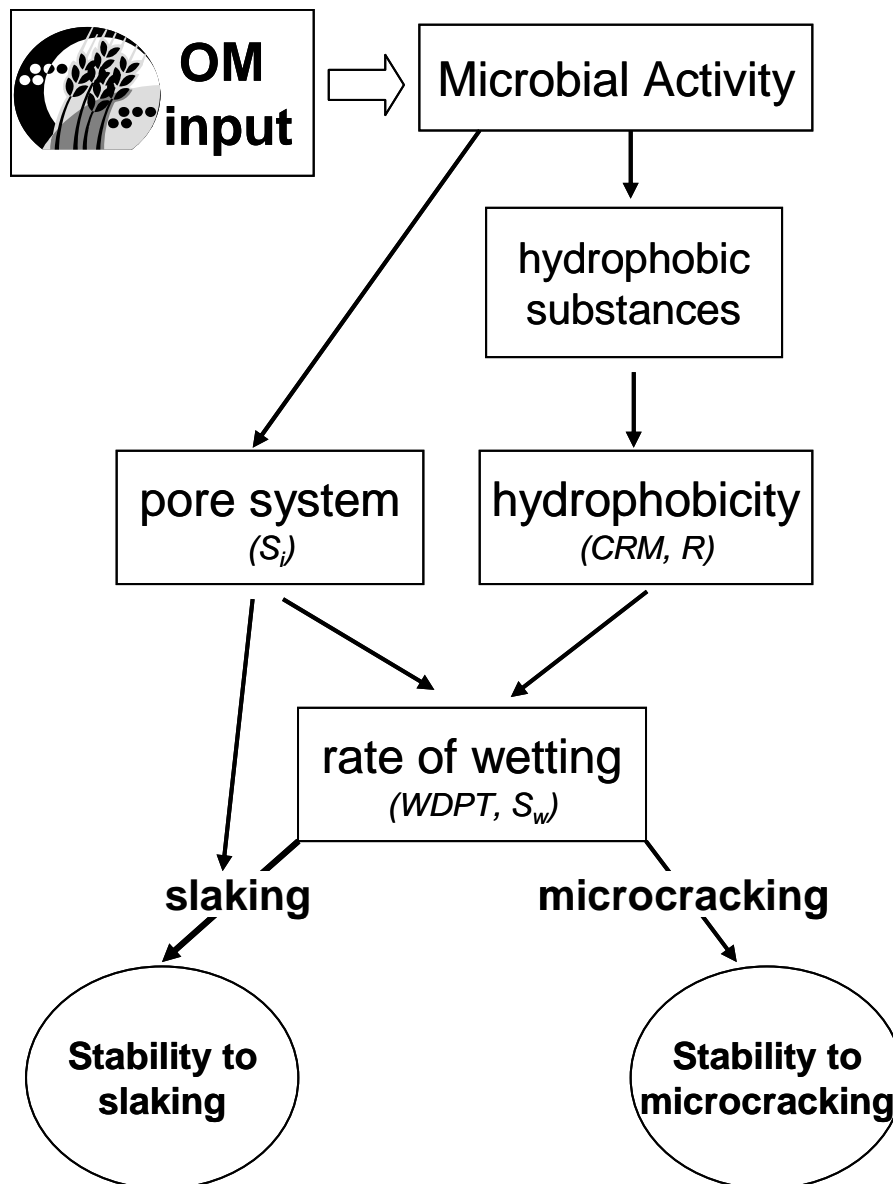 OM
input
Microbial Activity
hydrophobic
substances
pore system
(Si)
hydrophobicity
(CRM, R)
rate of wetting
(WDPT, Sw)
slaking
microcracking
Stability to
slaking
Stability to
microcracking